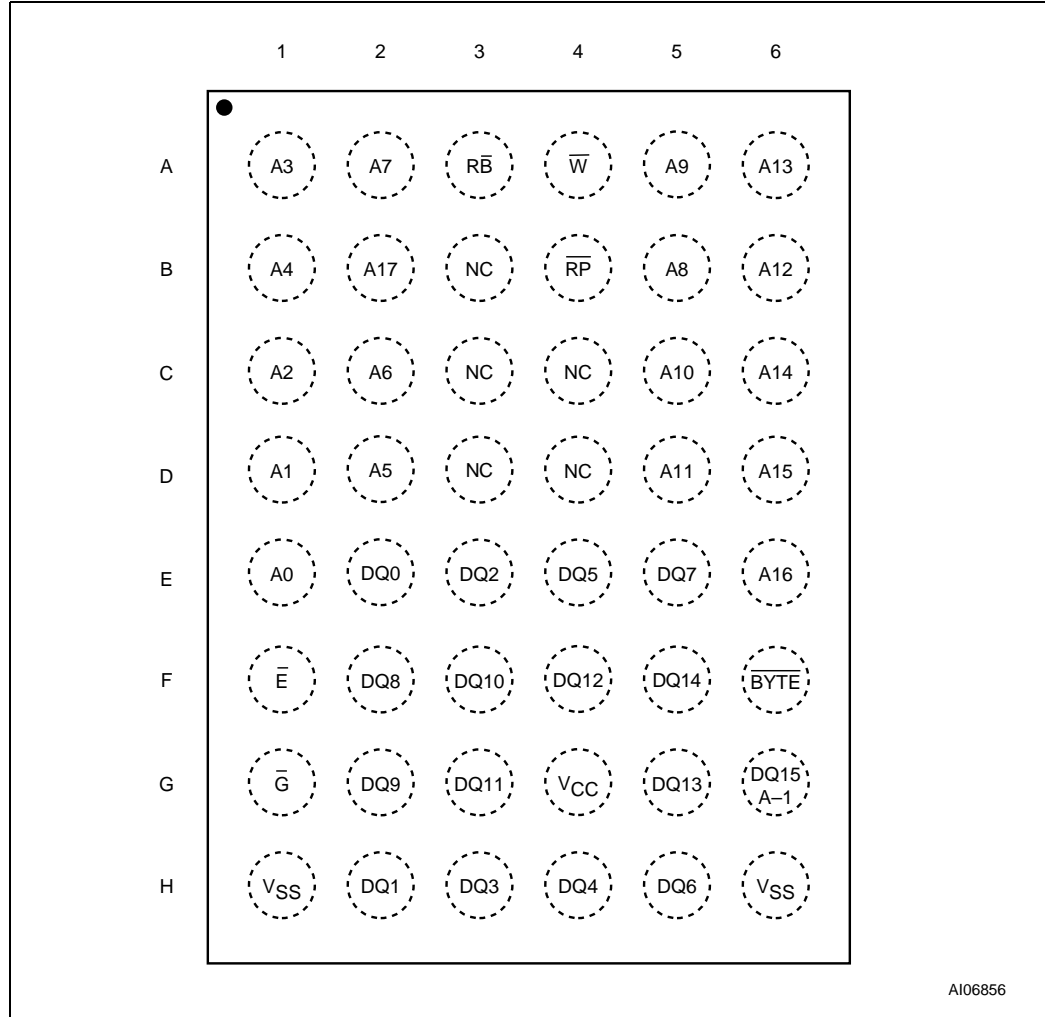 1 2 3 4 5 6
A A3 A7 RB̅ W̅ A9 A13
B A4 A17 NC R̅P̅ A8 A12
C A2 A6 NC NC A10 A14
D A1 A5 NC NC A11 A15
E A0 DQ0 DQ2 DQ5 DQ7 A16
F E̅ DQ8 DQ10 DQ12 DQ14 B̅Y̅T̅E̅
G G̅ DQ9 DQ11 VCC DQ13 DQ15
A–1
H VSS DQ1 DQ3 DQ4 DQ6 VSS
AI06856